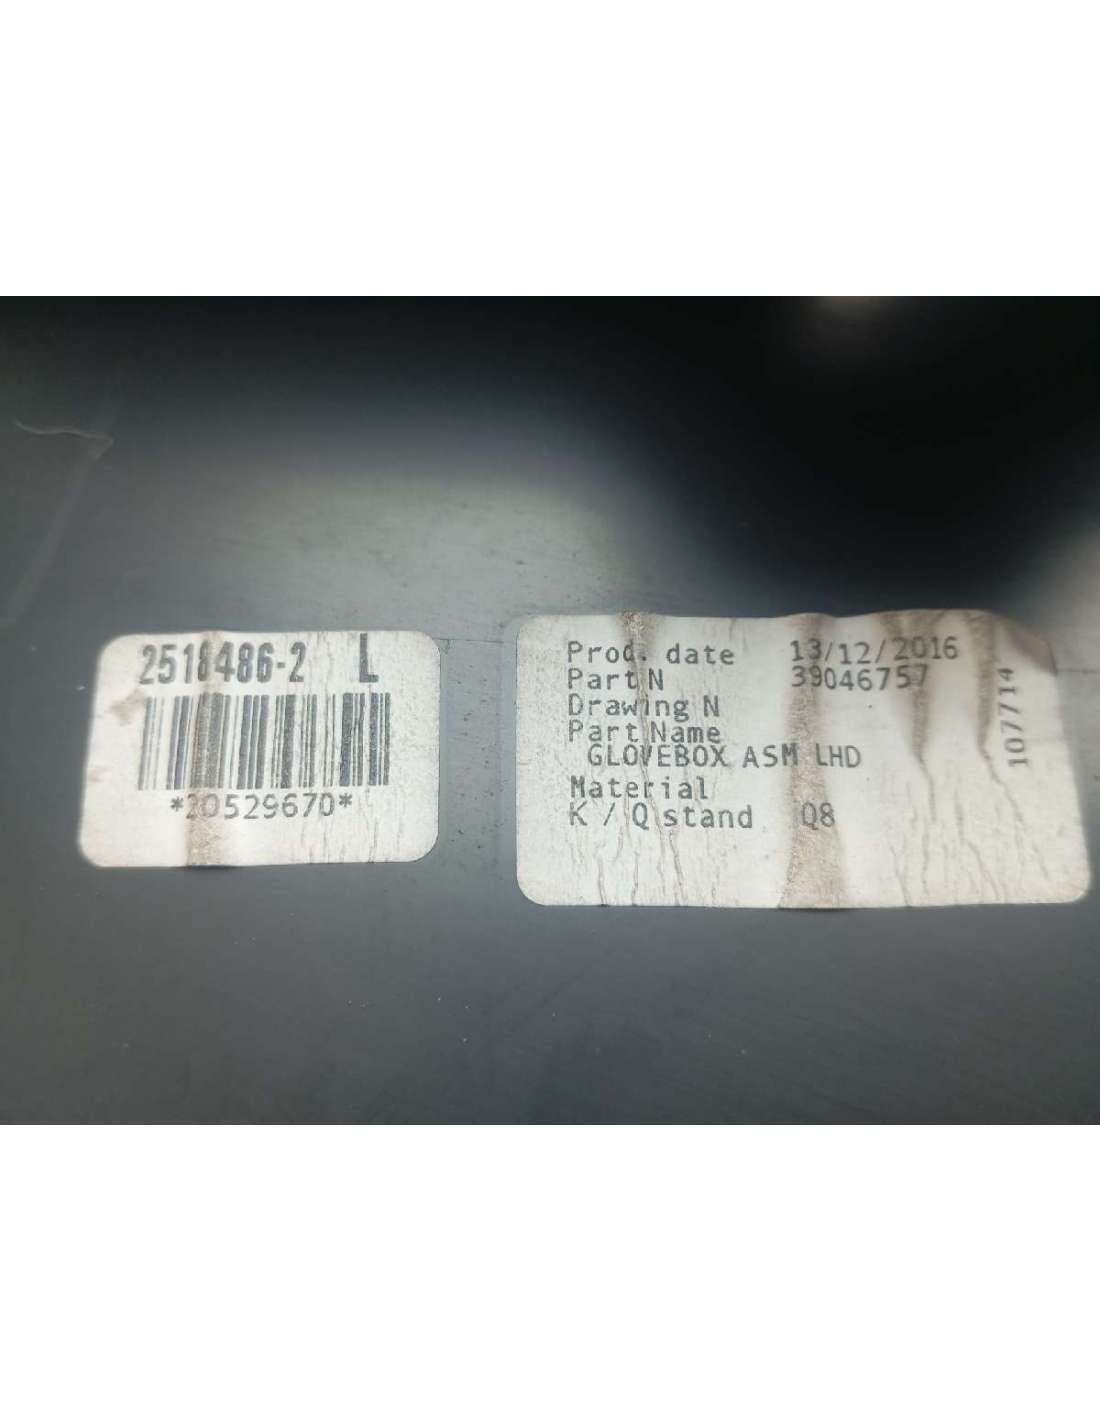 2518486-2 L
*20529670*
Prod. date 13/12/2016
Part N 39046757
Drawing N
Part Name
GLOVEBOX ASM LHD
Material
K / Q stand Q8
107714